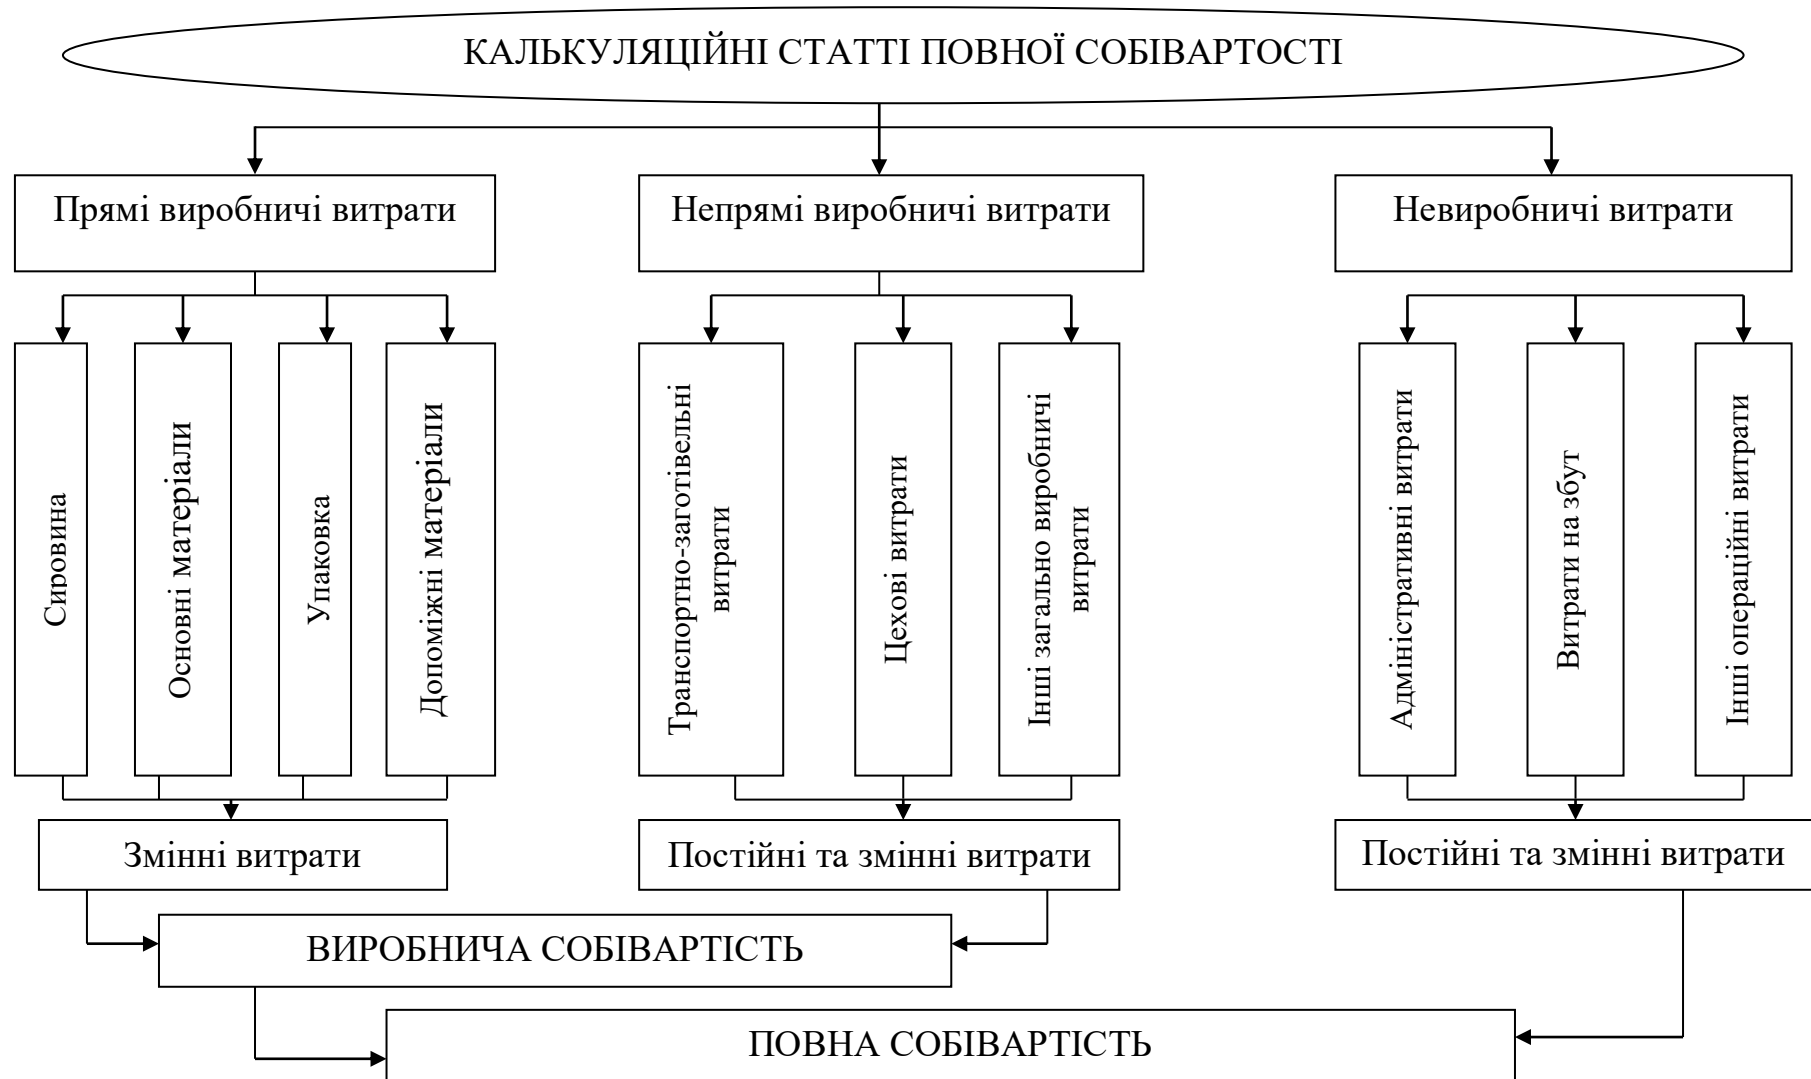 КАЛЬКУЛЯЦІЙНІ СТАТТІ ПОВНОЇ СОБІВАРТОСТІ
Прямі виробничі витрати
Непрямі виробничі витрати
Невиробничі витрати
Сировина
Основні матеріали
Упаковка
Допоміжні матеріали
Транспортно-заготівельні
витрати
Цехові витрати
Інші загально виробничі
витрати
Адміністративні витрати
Витрати на збут
Інші операційні витрати
Змінні витрати
Постійні та змінні витрати
Постійні та змінні витрати
ВИРОБНИЧА СОБІВАРТІСТЬ
ПОВНА СОБІВАРТІСТЬ